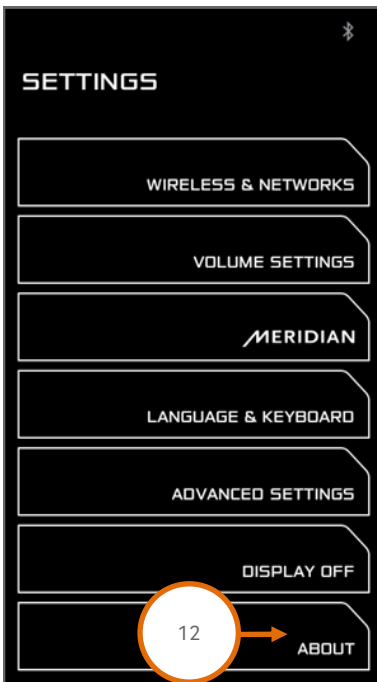 SETTINGS
WIRELESS & NETWORKS
VOLUME SETTINGS
MERIDIAN
LANGUAGE & KEYBOARD
ADVANCED SETTINGS
DISPLAY OFF
12
ABOUT